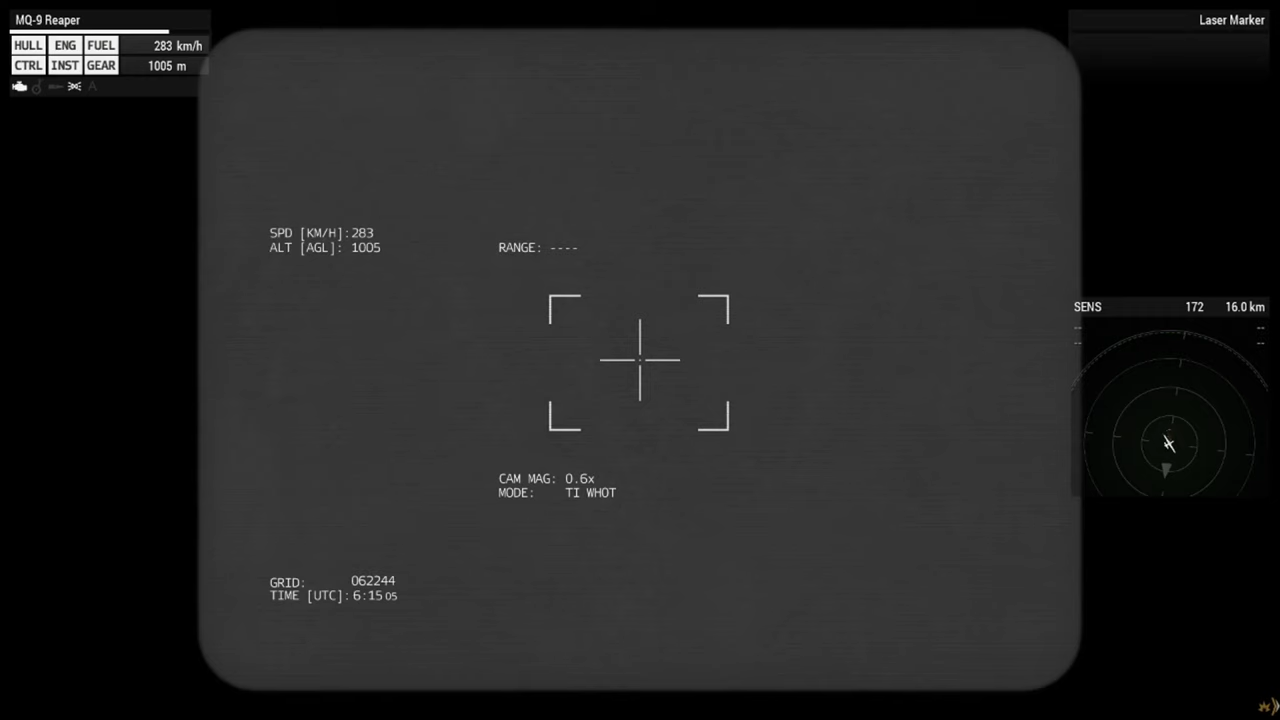 MQ-9 Reaper
HULL ENG FUEL 283 km/h
CTRL INST GEAR 1005 m
A
Laser Marker
SPD [KM/H]: 283
ALT [AGL]: 1005
RANGE: ----
SENS 172 16.0 km
-- --
-- --
CAM MAG: 0.6x
MODE: TI WHOT
GRID: 062244
TIME [UTC]: 6:15 05